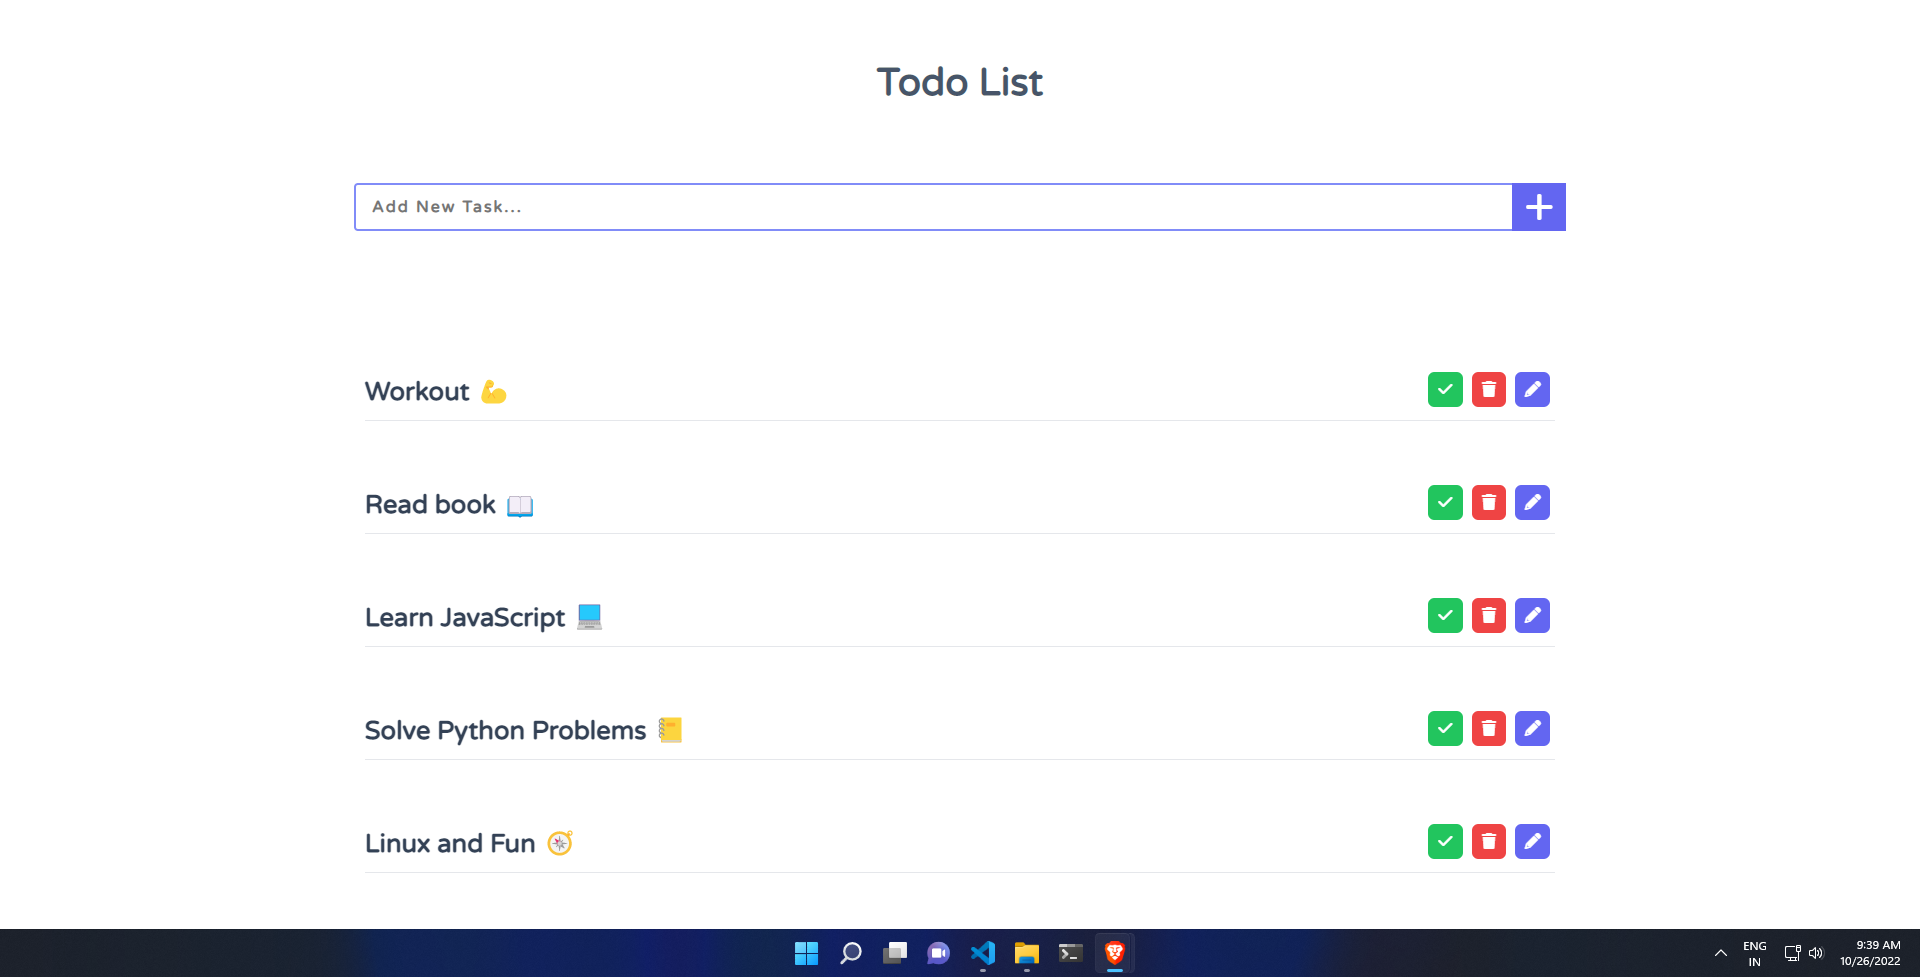 Todo List
Add New Task...
Workout 💪
Read book 📖
Learn JavaScript 💻
Solve Python Problems 📒
Linux and Fun 🧭
ENG
IN
9:39 AM
10/26/2022